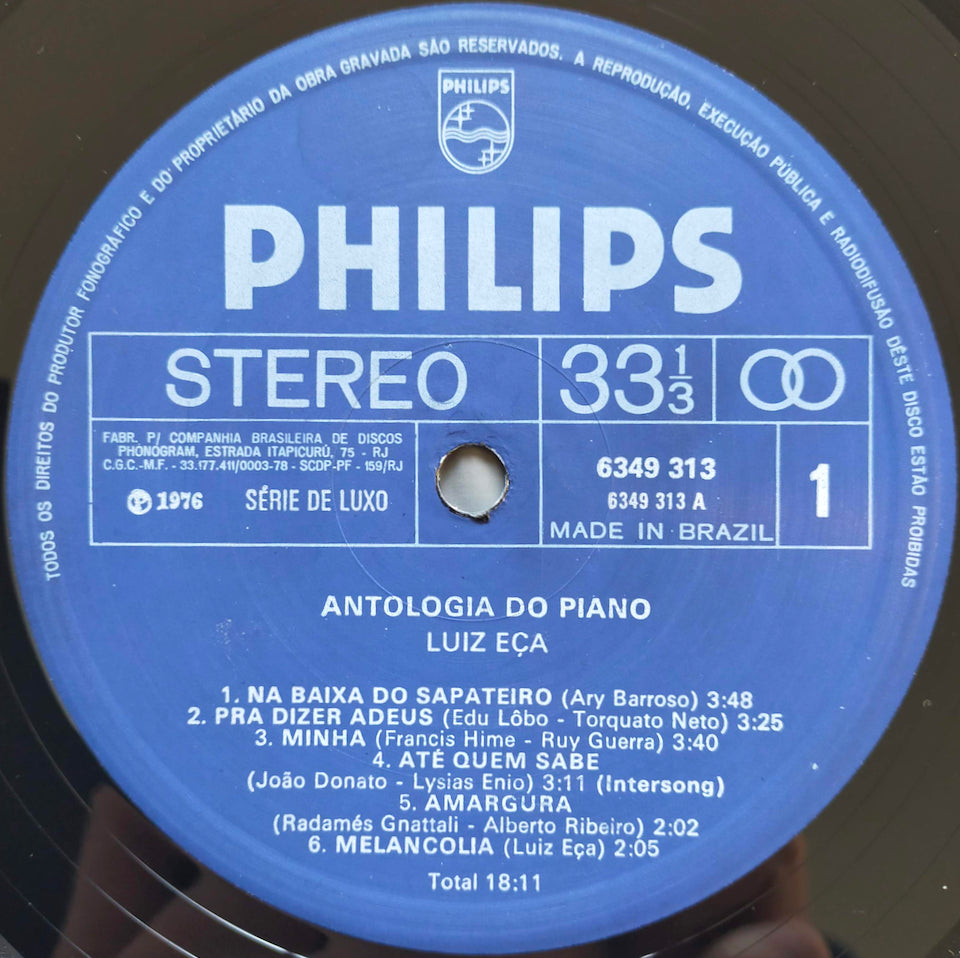 TODOS OS DIREITOS DO PRODUTOR FONOGRÁFICO E DO PROPRIETÁRIO DA OBRA GRAVADA SÃO RESERVADOS. A REPRODUÇÃO, EXECUÇÃO PÚBLICA E RADIODIFUSÃO DÊSTE DISCO ESTÃO PROIBIDAS
PHILIPS
PHILIPS
STEREO
33 1/3
FABR. P/ COMPANHIA BRASILEIRA DE DISCOS
PHONOGRAM, ESTRADA ITAPICURÚ, 75 - RJ
C.G.C.-M.F. - 33.177.411/0003-78 - SCDP-PF - 159/RJ
℗ 1976 SÉRIE DE LUXO
6349 313
6349 313 A
MADE IN BRAZIL
1
ANTOLOGIA DO PIANO
LUIZ EÇA
1. NA BAIXA DO SAPATEIRO (Ary Barroso) 3:48
2. PRA DIZER ADEUS (Edu Lôbo - Torquato Neto) 3:25
3. MINHA (Francis Hime - Ruy Guerra) 3:40
4. ATÉ QUEM SABE
(João Donato - Lysias Enio) 3:11 (Intersong)
5. AMARGURA
(Radamés Gnattali - Alberto Ribeiro) 2:02
6. MELANCOLIA (Luiz Eça) 2:05
Total 18:11